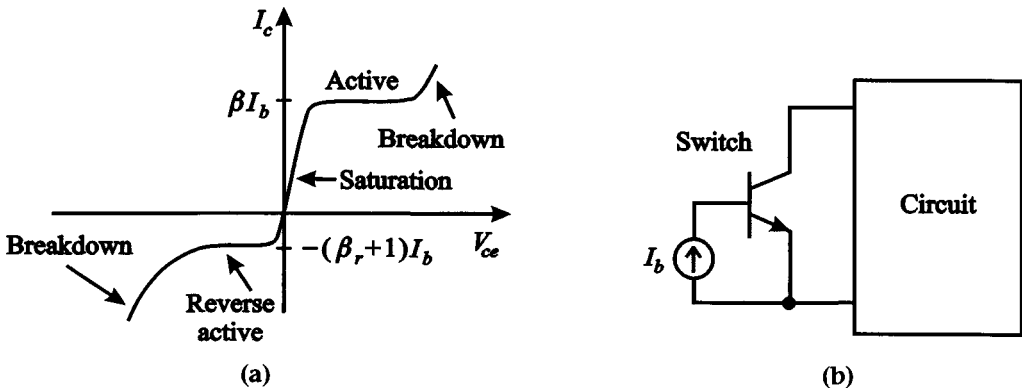 I_c
Active
βI_b
Breakdown
Saturation
Breakdown
V_ce
−(β_r+1)I_b
Reverse
active
(a)
Switch
Circuit
I_b
(b)